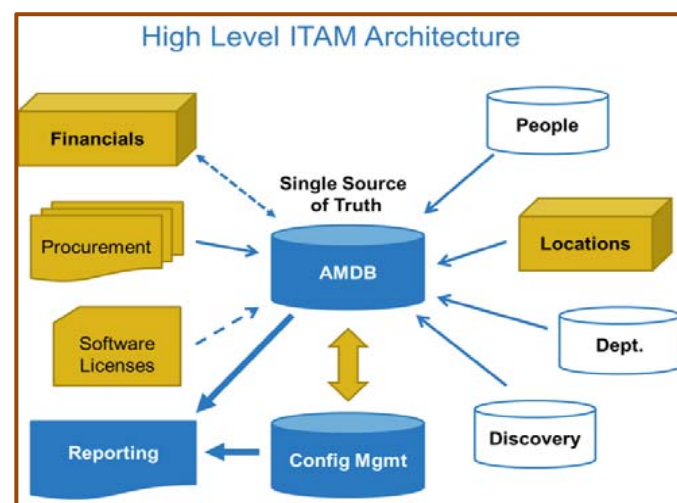 High Level ITAM Architecture
Financials
People
Single Source
of Truth
Procurement
AMDB
Locations
Software
Licenses
Dept.
Reporting
Config Mgmt
Discovery